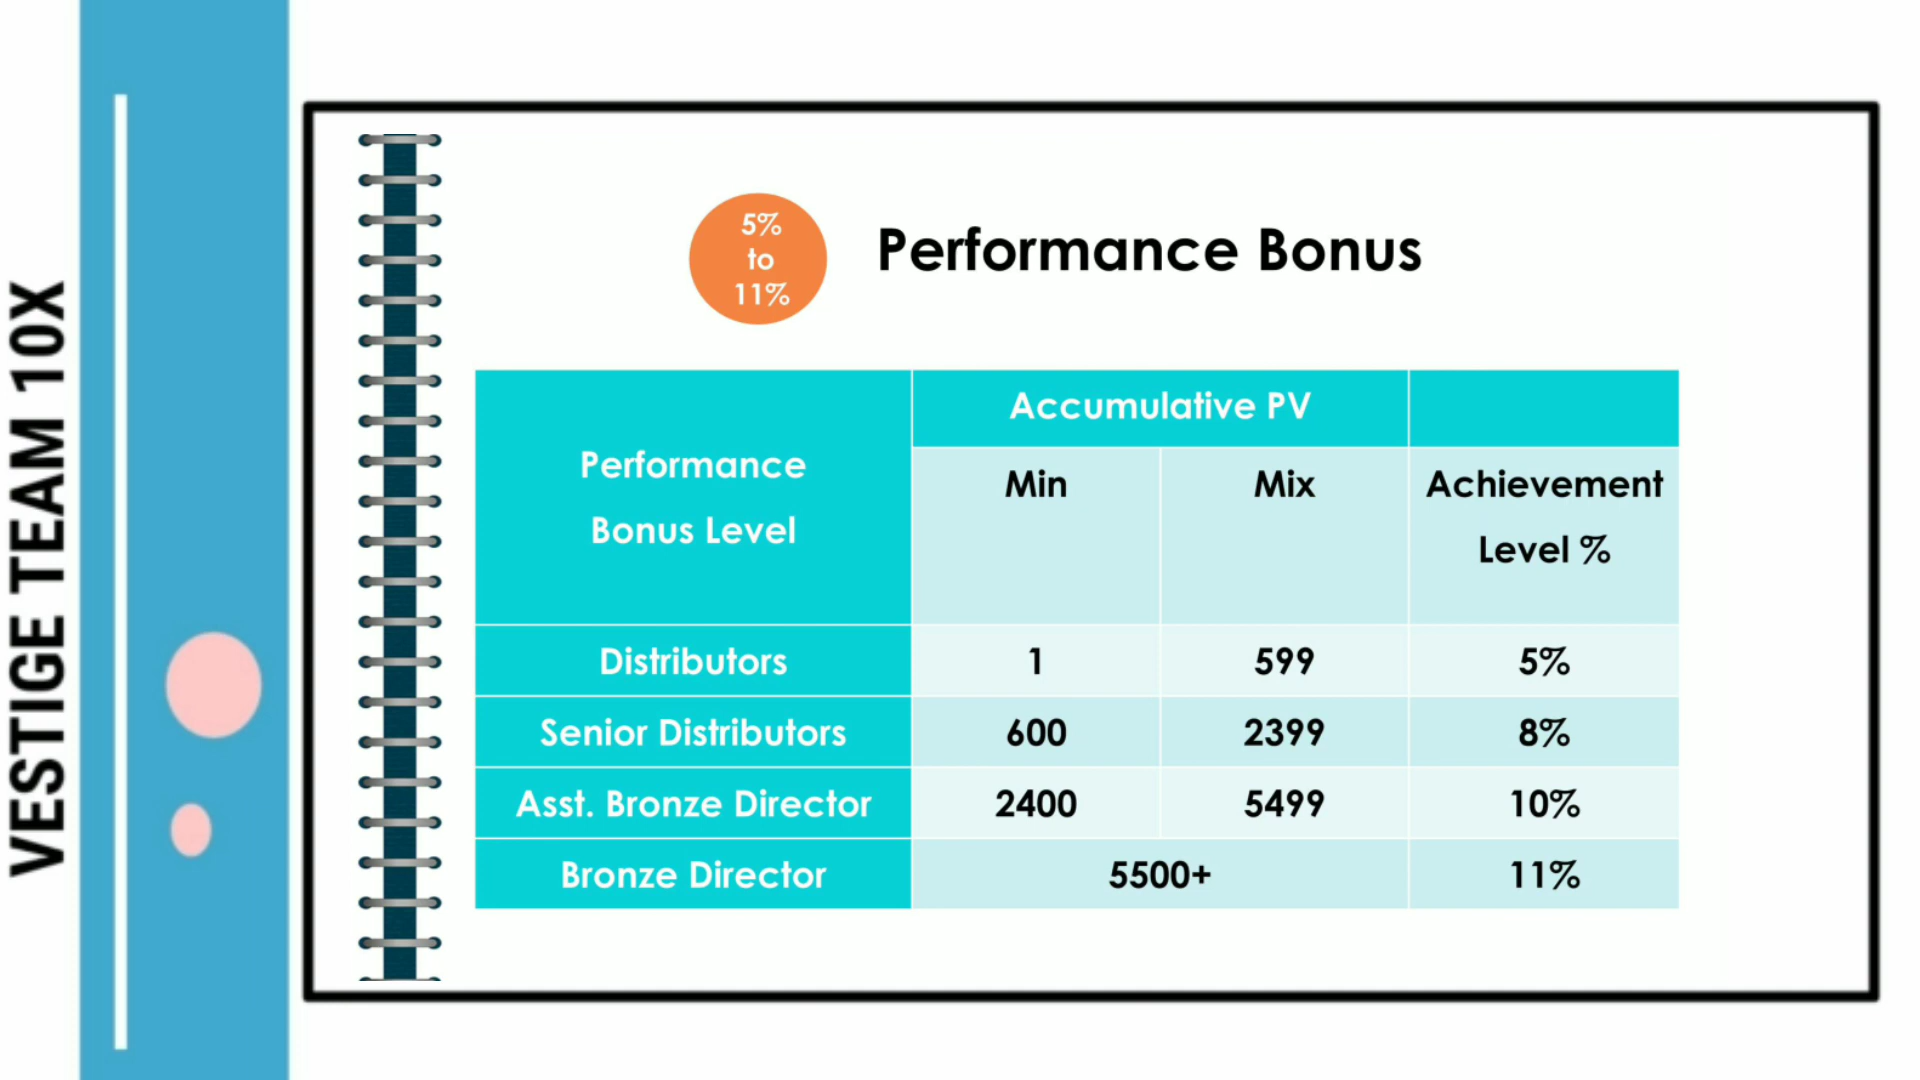 VESTIGE TEAM 10X
5%
to
11%
Performance Bonus
Performance
Bonus Level
Accumulative PV
Min
Mix
Achievement
Level %
Distributors 1 599 5%
Senior Distributors 600 2399 8%
Asst. Bronze Director 2400 5499 10%
Bronze Director 5500+ 11%